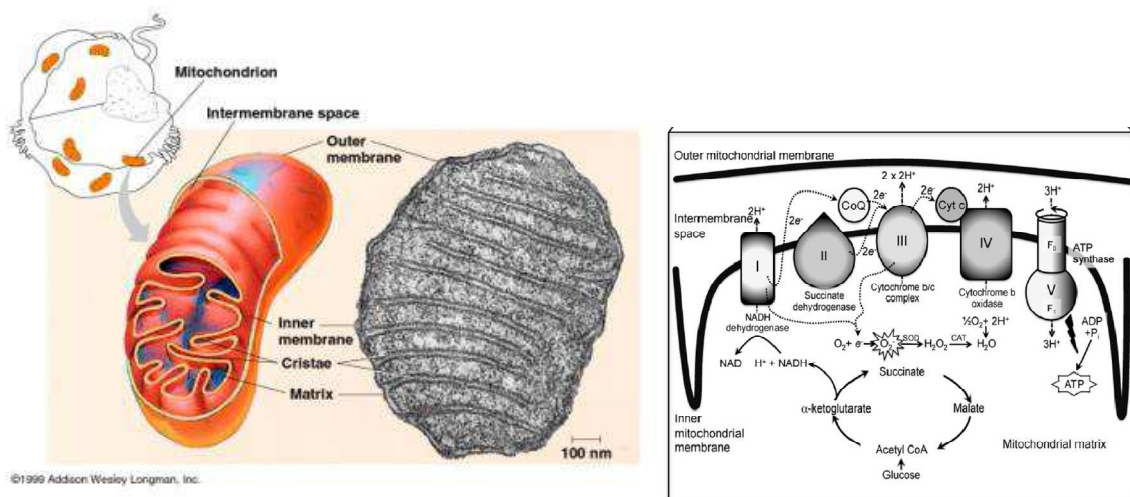 Mitochondrion
Intermembrane space
Outer
membrane
Inner
membrane
Cristae
Matrix
100 nm
©1999 Addison Wesley Longman, Inc.
Outer mitochondrial membrane
2 x 2H⁺
CoQ
2e⁻
2e⁻
Cyt c
2H⁺
3H⁺
Intermembrane
space
2H⁺
2e⁻
I
II
2e⁻
III
IV
F₀
ATP
synthase
V
F₁
NADH
dehydrogenase
Succinate
dehydrogenase
Cytochrome b/c
complex
Cytochrome b
oxidase
½O₂ + 2H⁺
3H⁺
ADP
+Pᵢ
O₂ + e⁻
O₂⁻
SOD
H₂O₂
CAT
H₂O
NAD
H⁺ + NADH
Succinate
ATP
α-ketoglutarate
Malate
Inner
mitochondrial
membrane
Acetyl CoA
Glucose
Mitochondrial matrix